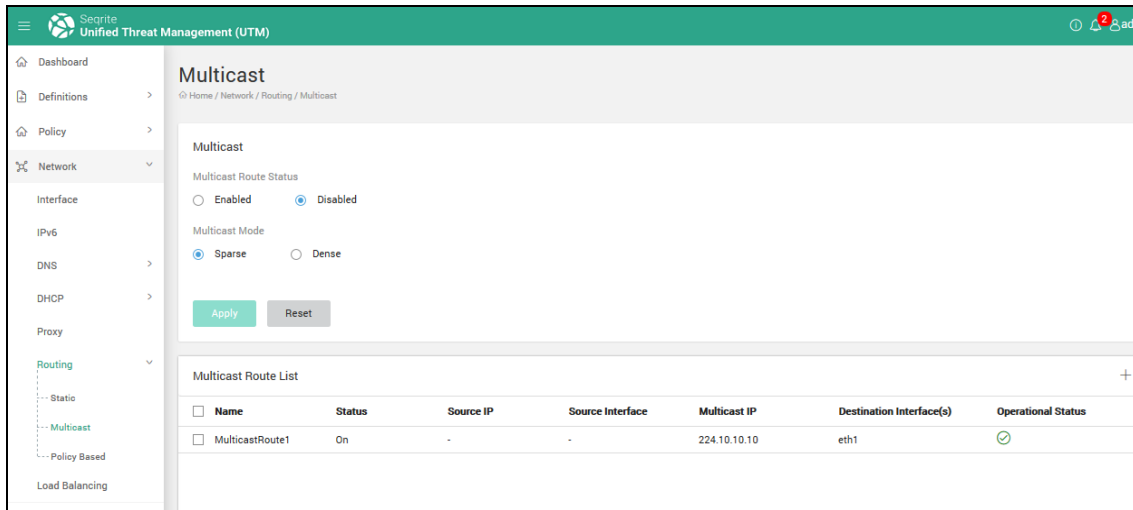 Seqrite
Unified Threat Management (UTM)
2
ad
Dashboard
Definitions
Policy
Network
Interface
IPv6
DNS
DHCP
Proxy
Routing
Static
Multicast
Policy Based
Load Balancing
Multicast
Home / Network / Routing / Multicast
Multicast
Multicast Route Status
Enabled Disabled
Multicast Mode
Sparse Dense
Apply Reset
Multicast Route List +
Name Status Source IP Source Interface Multicast IP Destination Interface(s) Operational Status
MulticastRoute1 On - - 224.10.10.10 eth1